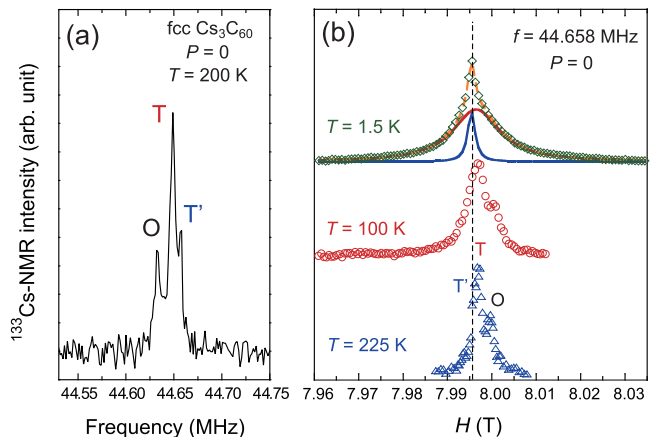 (a)
fcc Cs3C60
P = 0
T = 200 K
T
T'
O
133Cs-NMR intensity (arb. unit)
44.55 44.60 44.65 44.70 44.75
Frequency (MHz)
(b)
f = 44.658 MHz
P = 0
T = 1.5 K
T = 100 K
T
T'
O
T = 225 K
7.96 7.97 7.98 7.99 8.00 8.01 8.02 8.03
H (T)